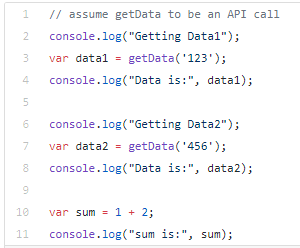 1 // assume getData to be an API call
2 console.log("Getting Data1");
3 var data1 = getData('123');
4 console.log("Data is:", data1);
5
6 console.log("Getting Data2");
7 var data2 = getData('456');
8 console.log("Data is:", data2);
9
10 var sum = 1 + 2;
11 console.log("sum is:", sum);